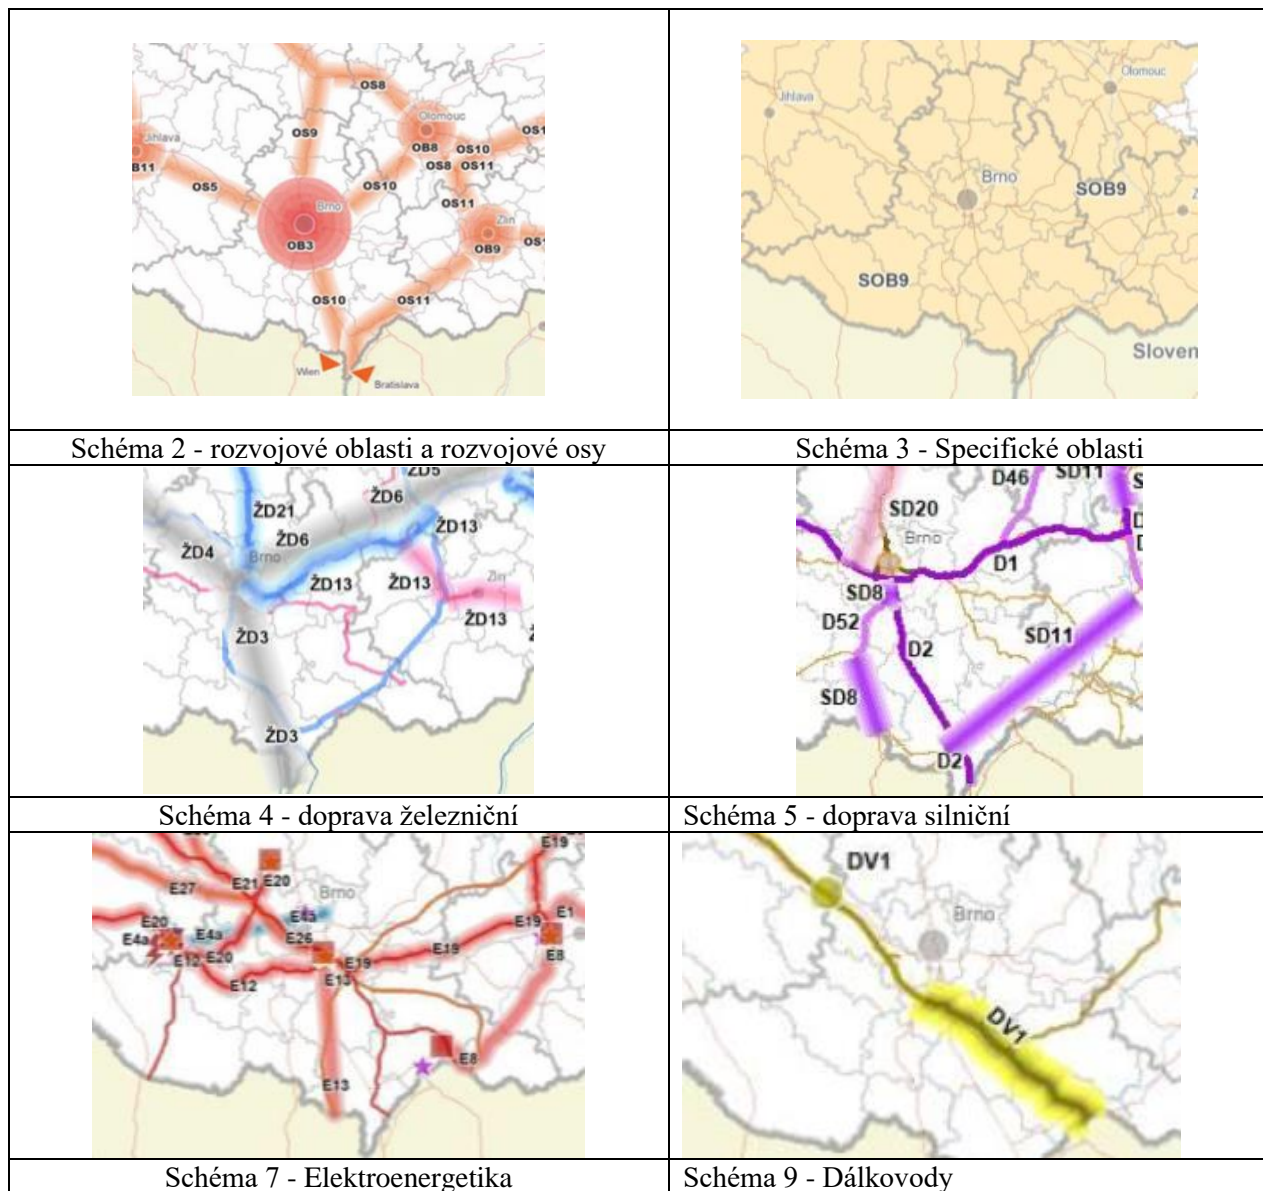 OS8
Olomouc
OS9
Jihlava
OB8
OS10
B11
OS8
OS11
OS5
OS10
Brno
OS11
Zlín
OB3
OB9
OS10
OS11
Wien
Bratislava
Olomouc
Jihlava
Brno
SOB9
SOB9
Sloven
Schéma 2 - rozvojové oblasti a rozvojové osy
Schéma 3 - Specifické oblasti
ŽD5
ŽD6
ŽD21
ŽD6
ŽD13
ŽD4
Brno
ŽD13
ŽD13
Zlín
ŽD13
ŽD3
ŽD3
D46
SD11
SD20
Brno
D1
SD8
D52
SD11
D2
SD8
D2
Schéma 4 - doprava železniční
Schéma 5 - doprava silniční
E19
E27
E21
E20
Brno
E20
E4a
E4a
E4a
E26
E19
E1
E12
E20
E19
E19
E8
E12
E13
E8
E13
DV1
Brno
DV1
Schéma 7 - Elektroenergetika
Schéma 9 - Dálkovody